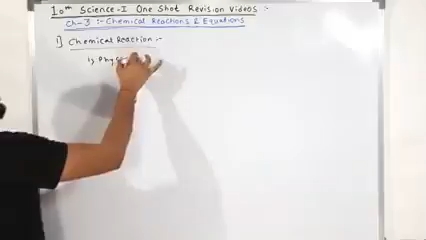 10th Science-I One Shot Revision Videos :-
Ch-3 :- Chemical Reactions & Equations
1] Chemical Reaction :-